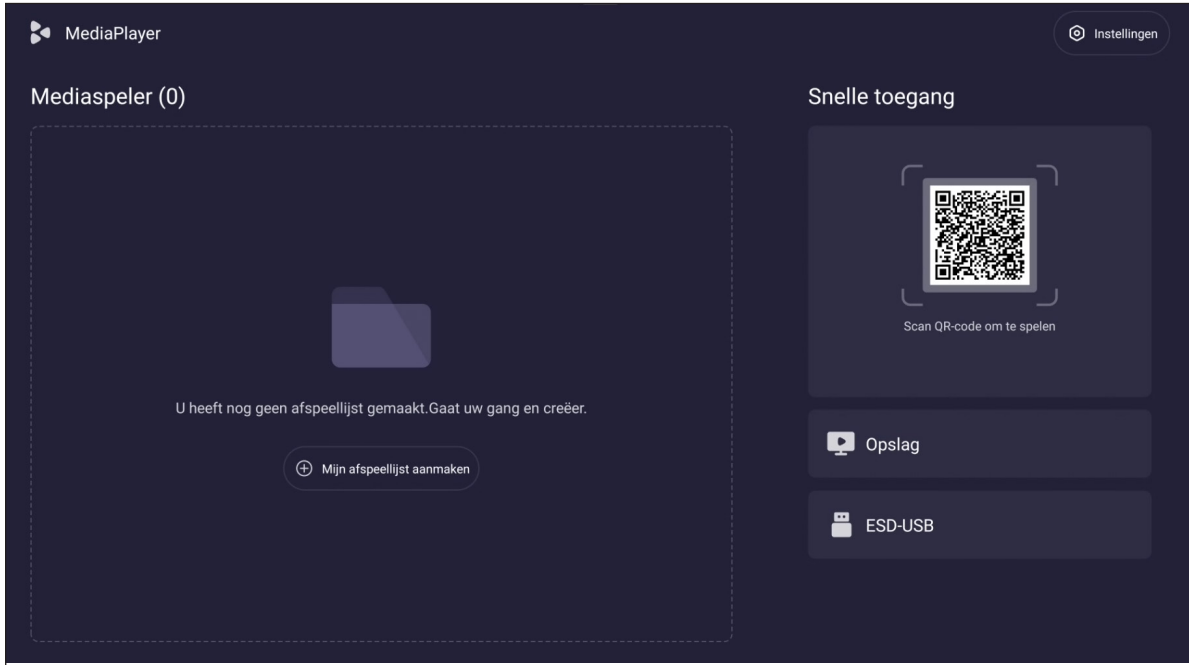 MediaPlayer
Instellingen
Mediaspeler (0)
Snelle toegang
Scan QR-code om te spelen
U heeft nog geen afspeellijst gemaakt.Gaat uw gang en creëer.
Mijn afspeellijst aanmaken
Opslag
ESD-USB